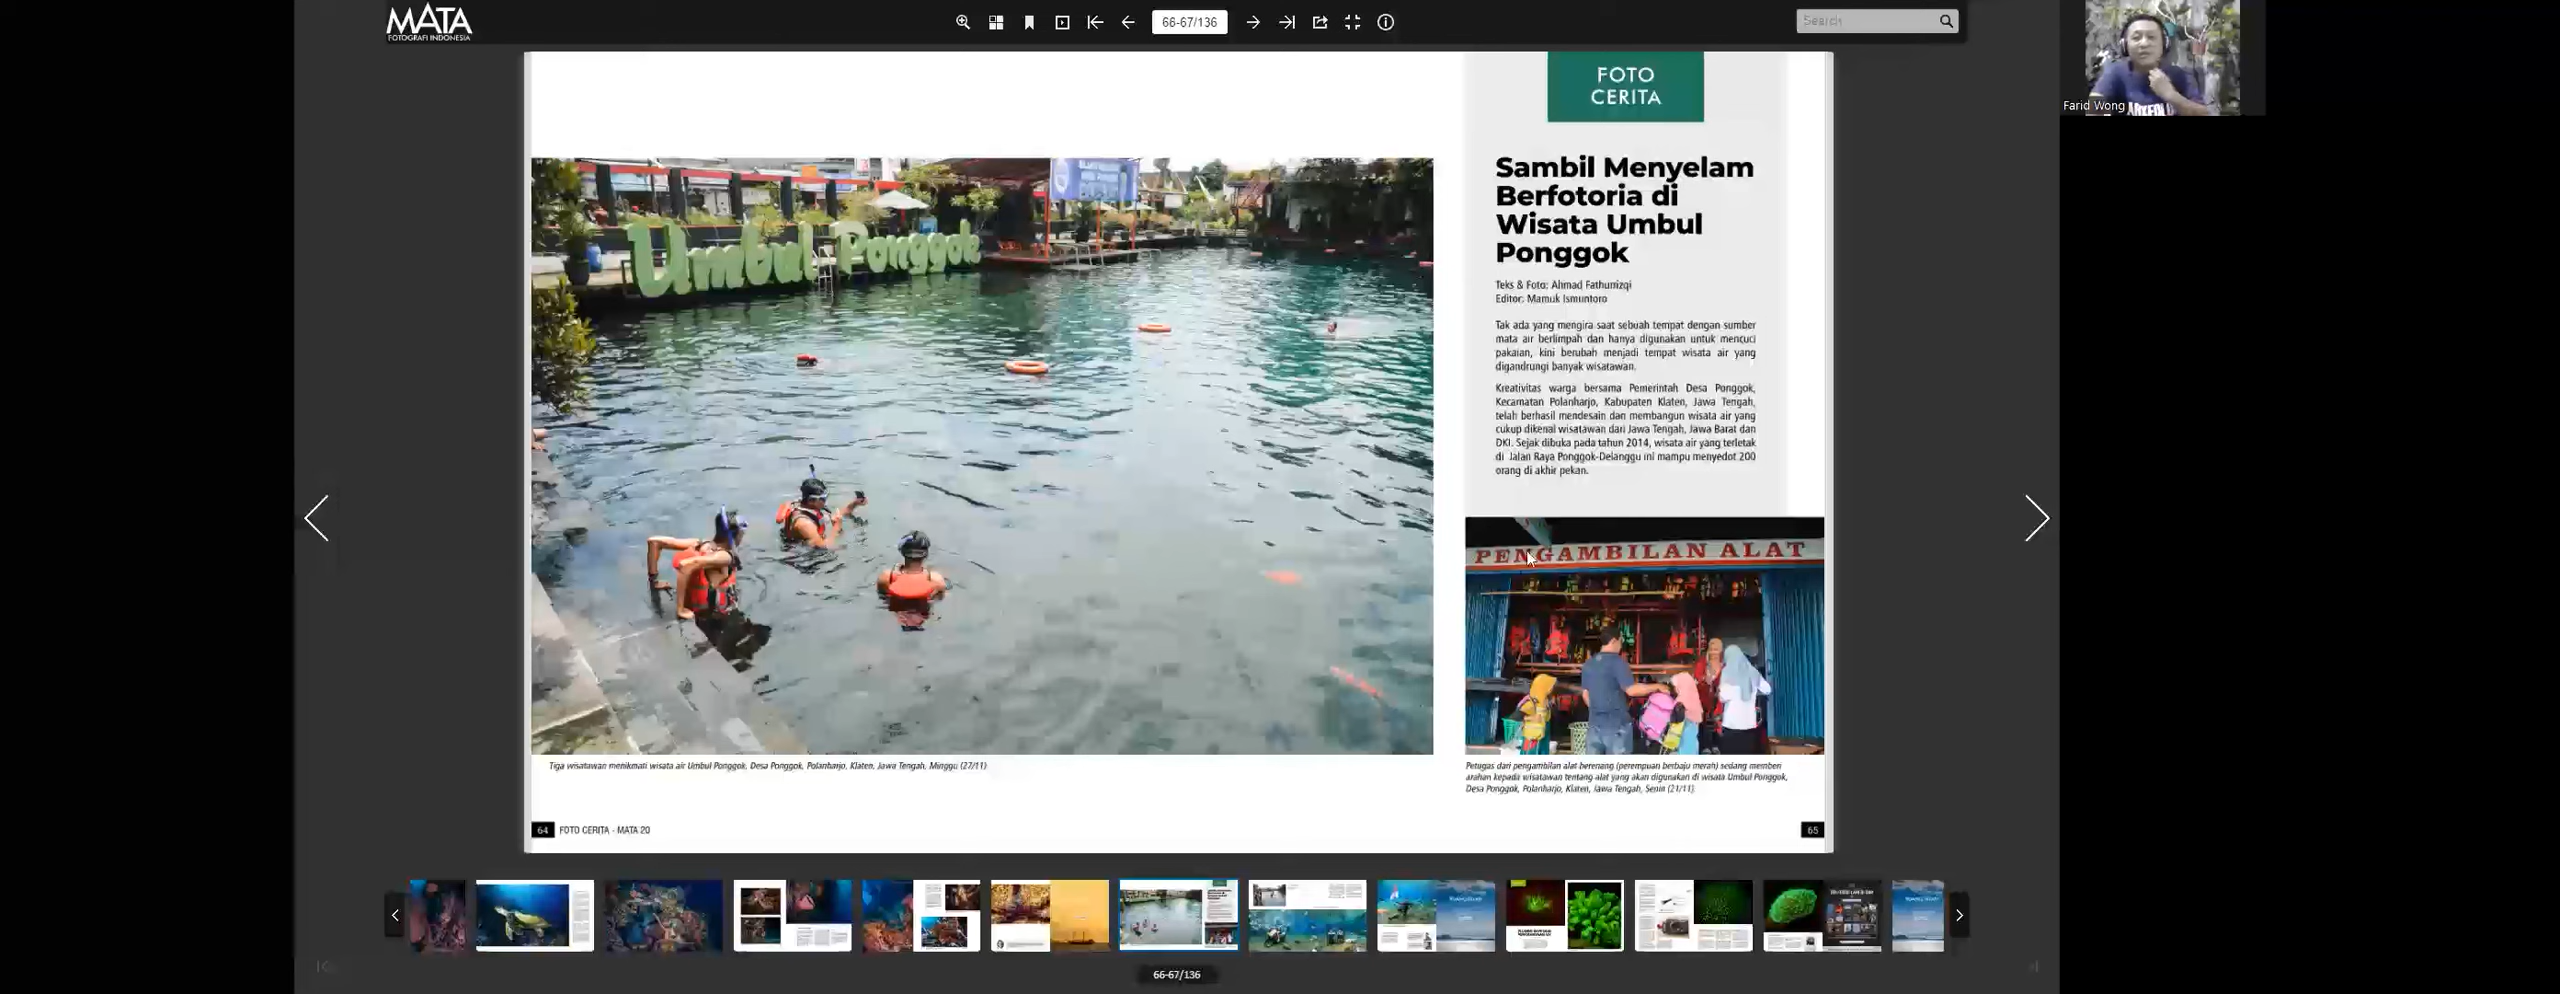 MATA
FOTOGRAFI INDONESIA
66-67/136
Search
Farid Wong
FOTO
CERITA
Umbul Ponggok
Sambil Menyelam
Berfotoria di
Wisata Umbul
Ponggok
Teks & Foto: Ahmad Fathurrizqi
Editor: Mamuk Ismuntoro
Tak ada yang mengira saat sebuah tempat dengan sumber
mata air berlimpah dan hanya digunakan untuk mencuci
pakaian, kini berubah menjadi tempat wisata air yang
digandrungi banyak wisatawan.
Kreativitas warga bersama Pemerintah Desa Ponggok,
Kecamatan Polanharjo, Kabupaten Klaten, Jawa Tengah,
telah berhasil mendesain dan membangun wisata air yang
cukup dikenal wisatawan dari Jawa Tengah, Jawa Barat dan
DKI. Sejak dibuka pada tahun 2014, wisata air yang terletak
di Jalan Raya Ponggok-Delanggu ini mampu menyedot 200
orang di akhir pekan.
PENGAMBILAN ALAT
Tiga wisatawan menikmati wisata air Umbul Ponggok, Desa Ponggok, Polanharjo, Klaten, Jawa Tengah, Minggu (27/11)
Petugas dari pengambilan alat berenang (perempuan berbaju merah) sedang memberi
arahan kepada wisatawan tentang alat yang akan digunakan di wisata Umbul Ponggok,
Desa Ponggok, Polanharjo, Klaten, Jawa Tengah, Senin (21/11).
64 FOTO CERITA - MATA 20
65
66-67/136